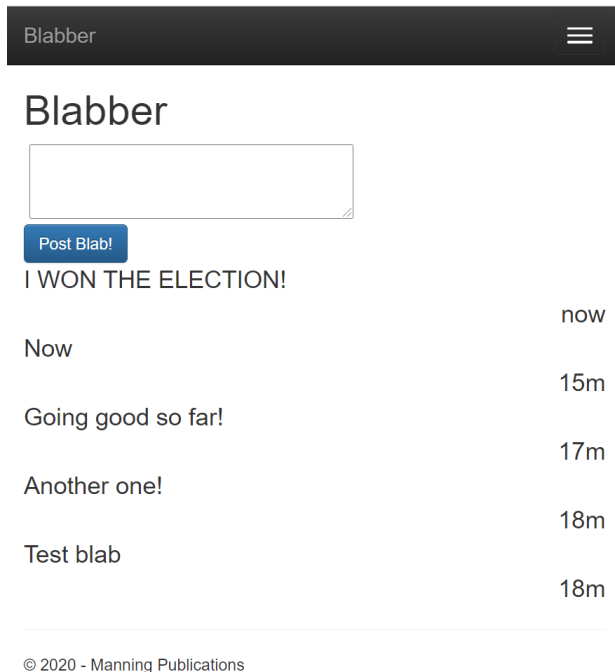 Blabber
Blabber
Post Blab!
I WON THE ELECTION!
now
Now
15m
Going good so far!
17m
Another one!
18m
Test blab
18m
© 2020 - Manning Publications